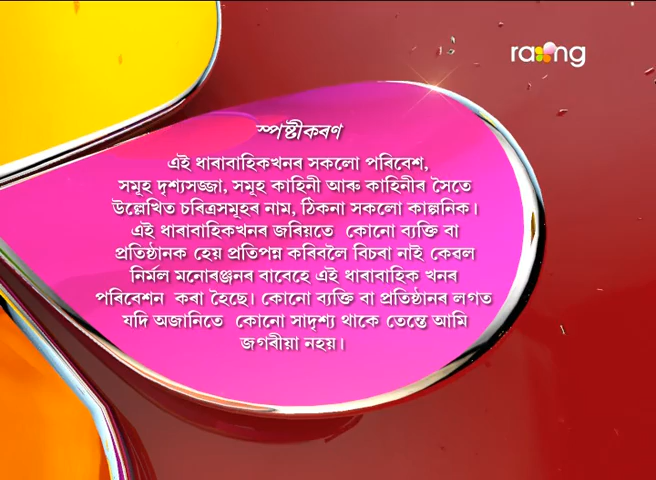 rang
স্পষ্টীকৰণ
এই ধাৰাবাহিকখনৰ সকলো পৰিবেশ,
সমূহ দৃশ্যসজ্জা, সমূহ কাহিনী আৰু কাহিনীৰ সৈতে
উল্লেখিত চৰিত্ৰসমূহৰ নাম, ঠিকনা সকলো কাল্পনিক।
এই ধাৰাবাহিকখনৰ জৰিয়তে কোনো ব্যক্তি বা
প্ৰতিষ্ঠানক হেয় প্ৰতিপন্ন কৰিবলৈ বিচৰা নাই কেৱল
নিৰ্মল মনোৰঞ্জনৰ বাবেহে এই ধাৰাবাহিক খনৰ
পৰিবেশন কৰা হৈছে। কোনো ব্যক্তি বা প্ৰতিষ্ঠানৰ লগত
যদি অজানিতে কোনো সাদৃশ্য থাকে তেন্তে আমি
জগৰীয়া নহয়।